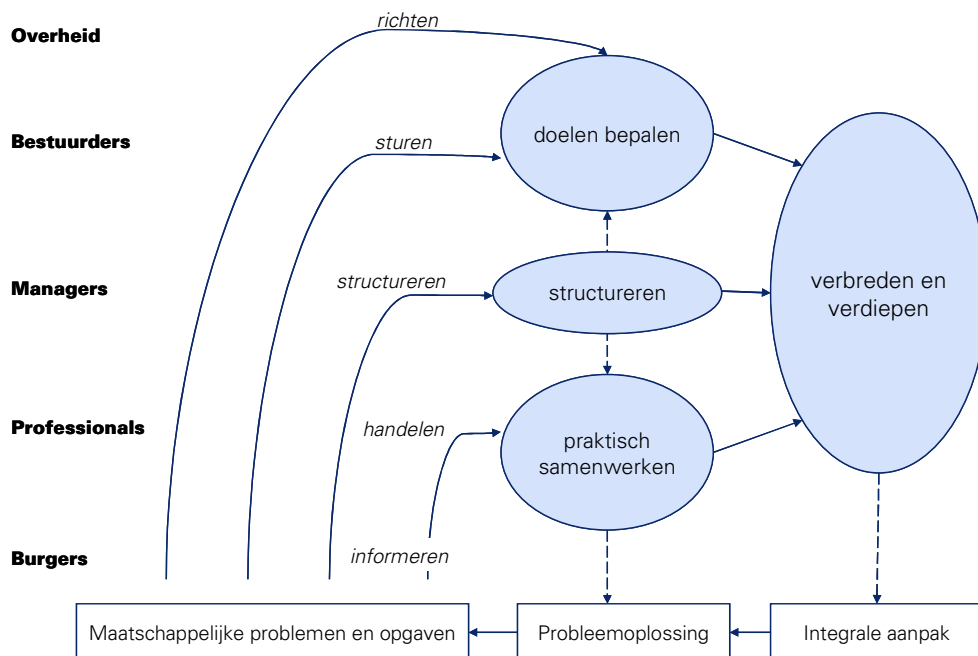 richten
Overheid
Bestuurders
sturen
doelen bepalen
Managers
structureren
structureren
verbreden en
verdiepen
Professionals
handelen
praktisch
samenwerken
Burgers
informeren
Maatschappelijke problemen en opgaven
Probleemoplossing
Integrale aanpak